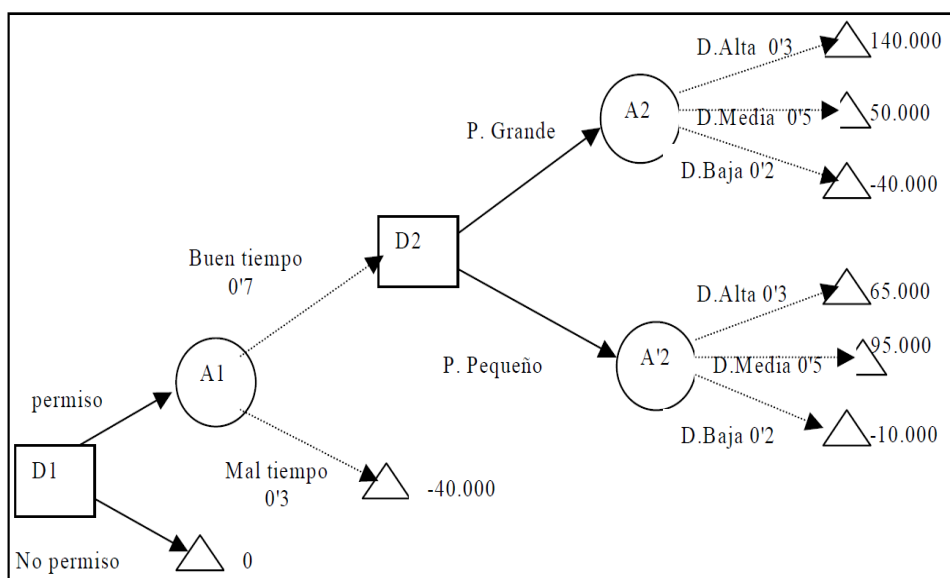 D.Alta 0'3
140.000
A2
D.Media 0'5
50.000
P. Grande
D.Baja 0'2
-40.000
D2
Buen tiempo
0'7
D.Alta 0'3
65.000
A'2
D.Media 0'5
95.000
P. Pequeño
D.Baja 0'2
-10.000
A1
permiso
Mal tiempo
0'3
-40.000
D1
No permiso
0